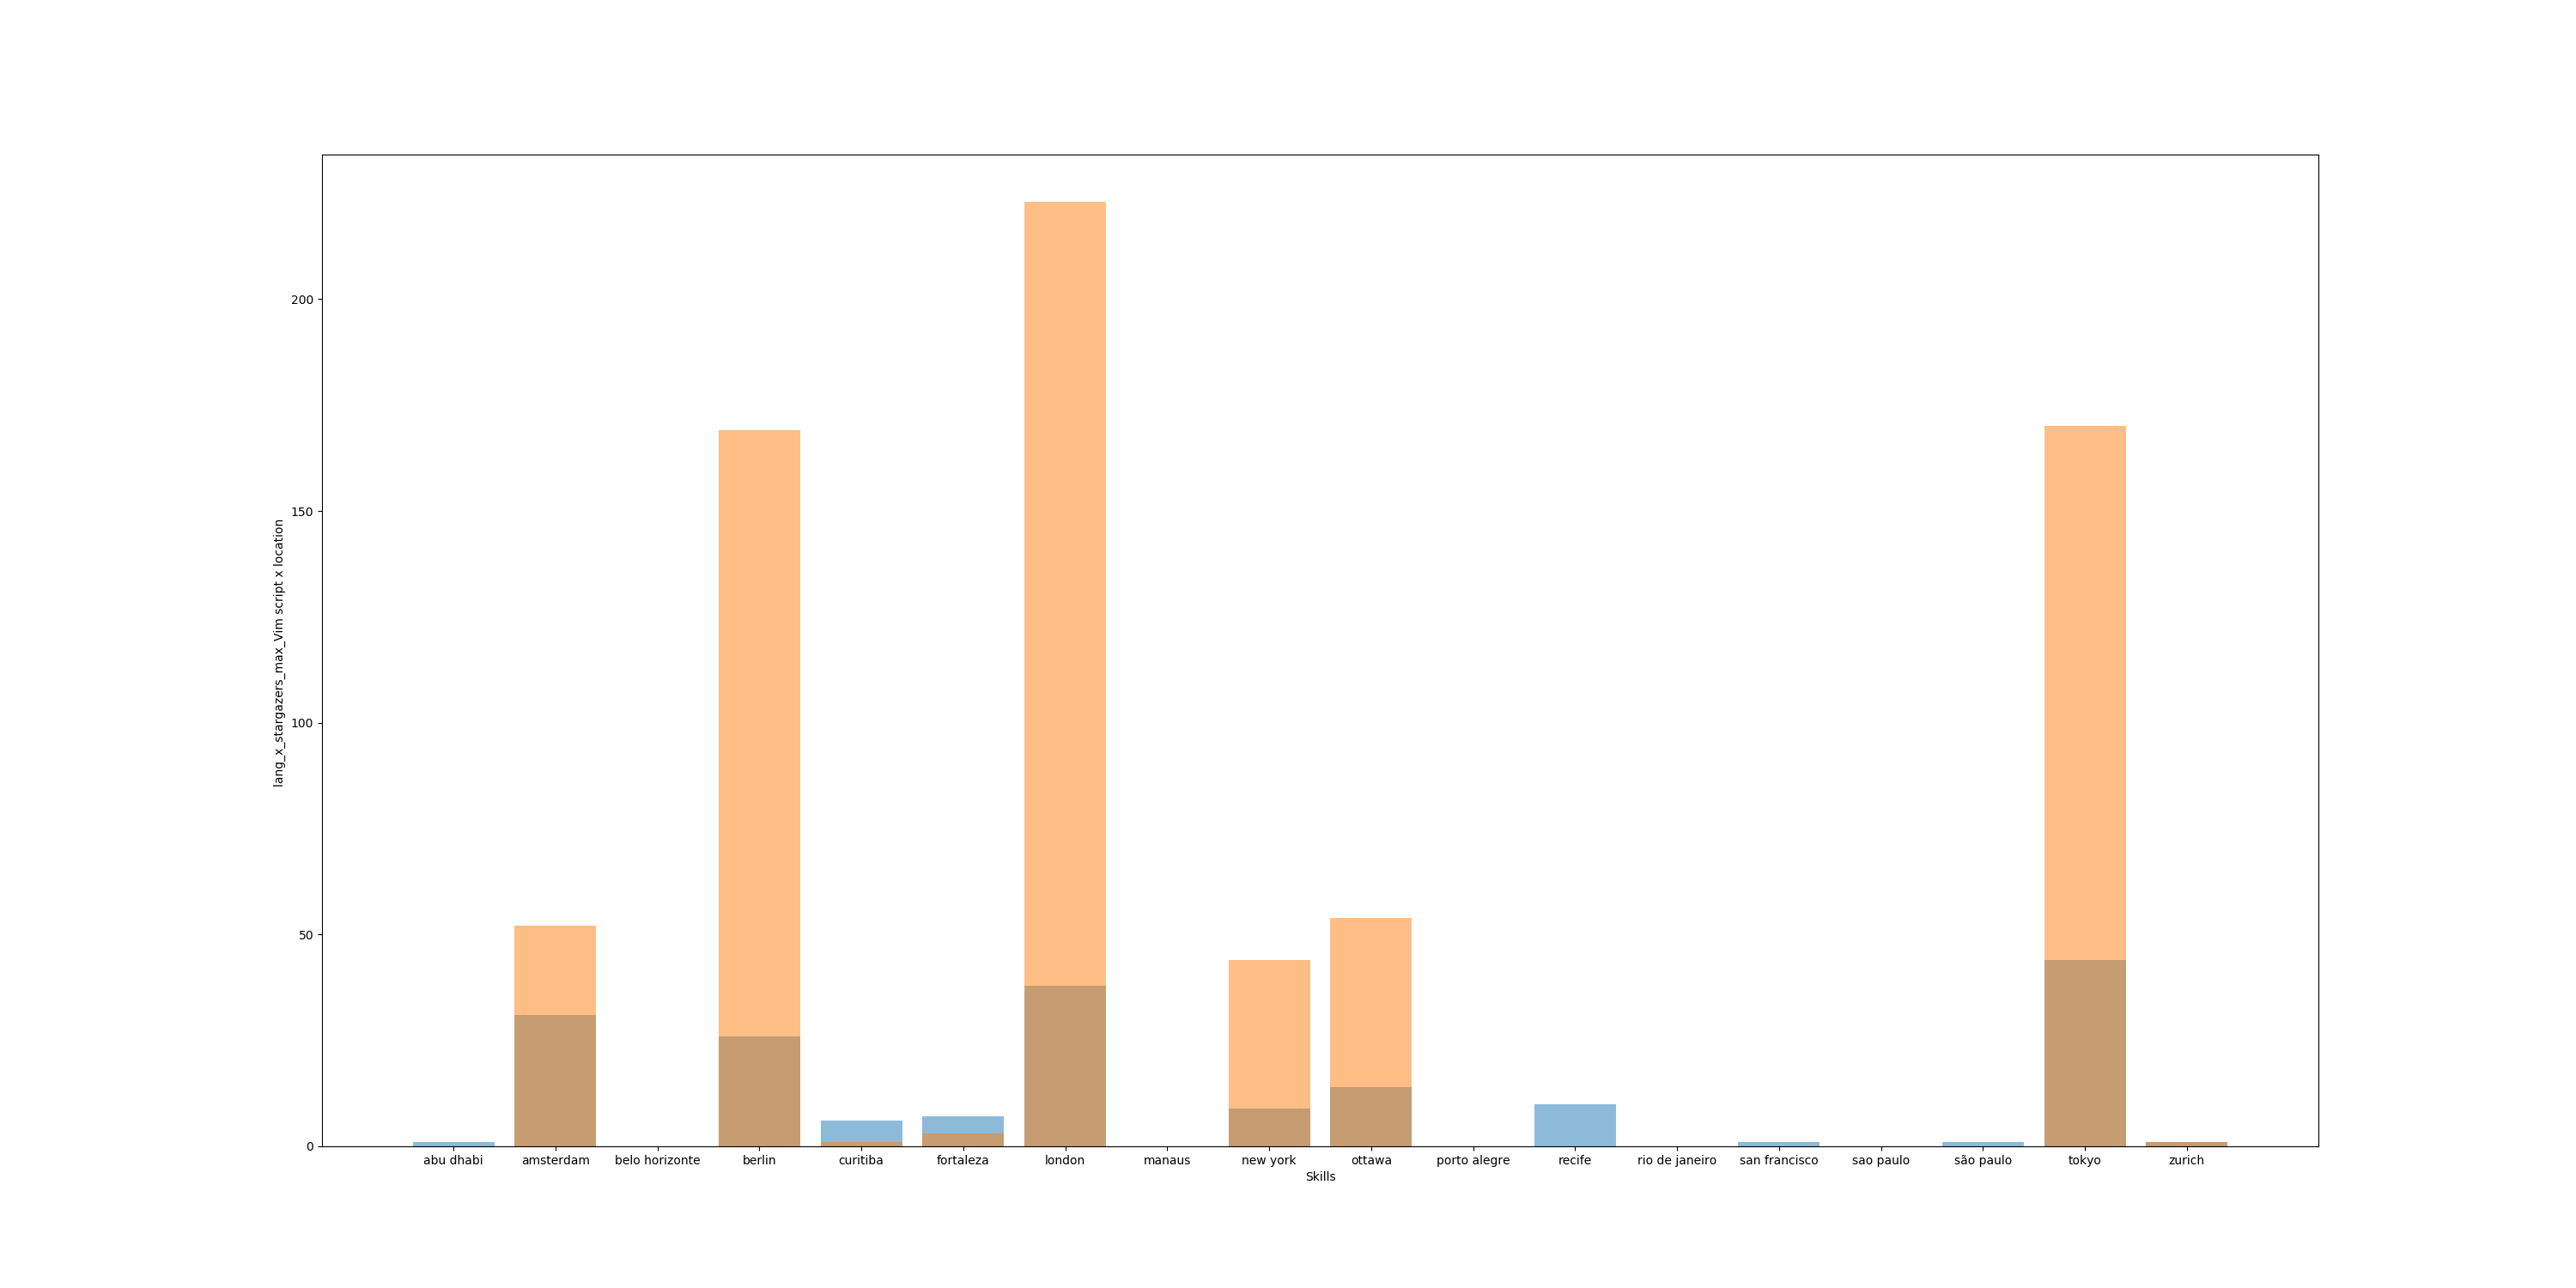 200
150
100
50
0
lang_x_stargazers_max_Vim script x location
abu dhabi amsterdam belo horizonte berlin curitiba fortaleza london manaus new york ottawa porto alegre recife rio de janeiro san francisco sao paulo são paulo tokyo zurich
Skills